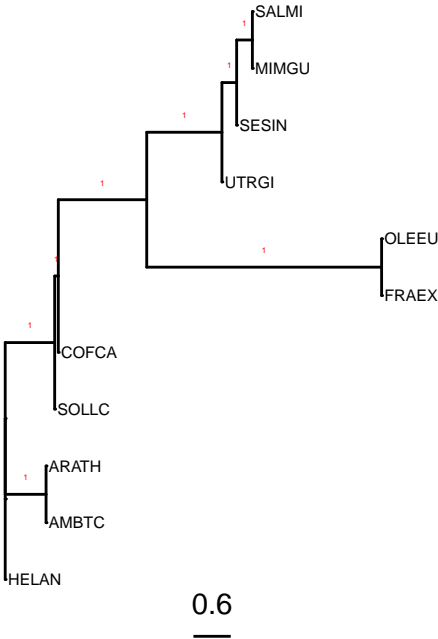 SALMI
1
MIMGU
1
SESIN
1
UTRGI
1
OLEEU
1
FRAEX
1
1
COFCA
SOLLC
ARATH
1
AMBTC
HELAN
0.6